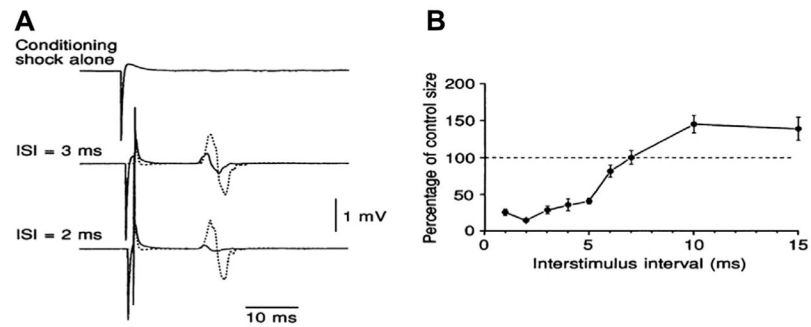 A
Conditioning
shock alone
ISI = 3 ms
ISI = 2 ms
1 mV
10 ms
B
Percentage of control size
200
150
100
50
0
0
5
10
15
Interstimulus interval (ms)